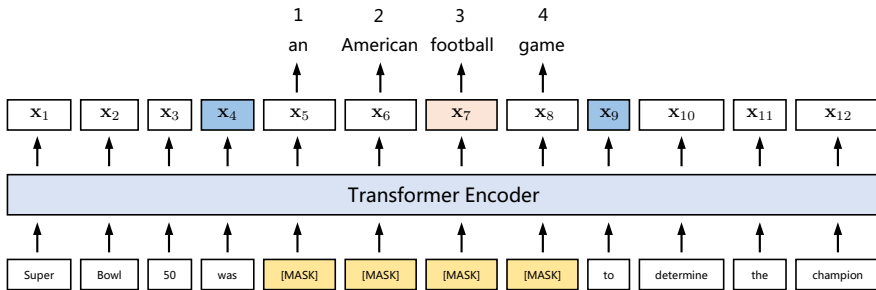 1 2 3 4
an American football game
x₁ x₂ x₃ x₄ x₅ x₆ x₇ x₈ x₉ x₁₀ x₁₁ x₁₂
Transformer Encoder
Super Bowl 50 was [MASK] [MASK] [MASK] [MASK] to determine the champion